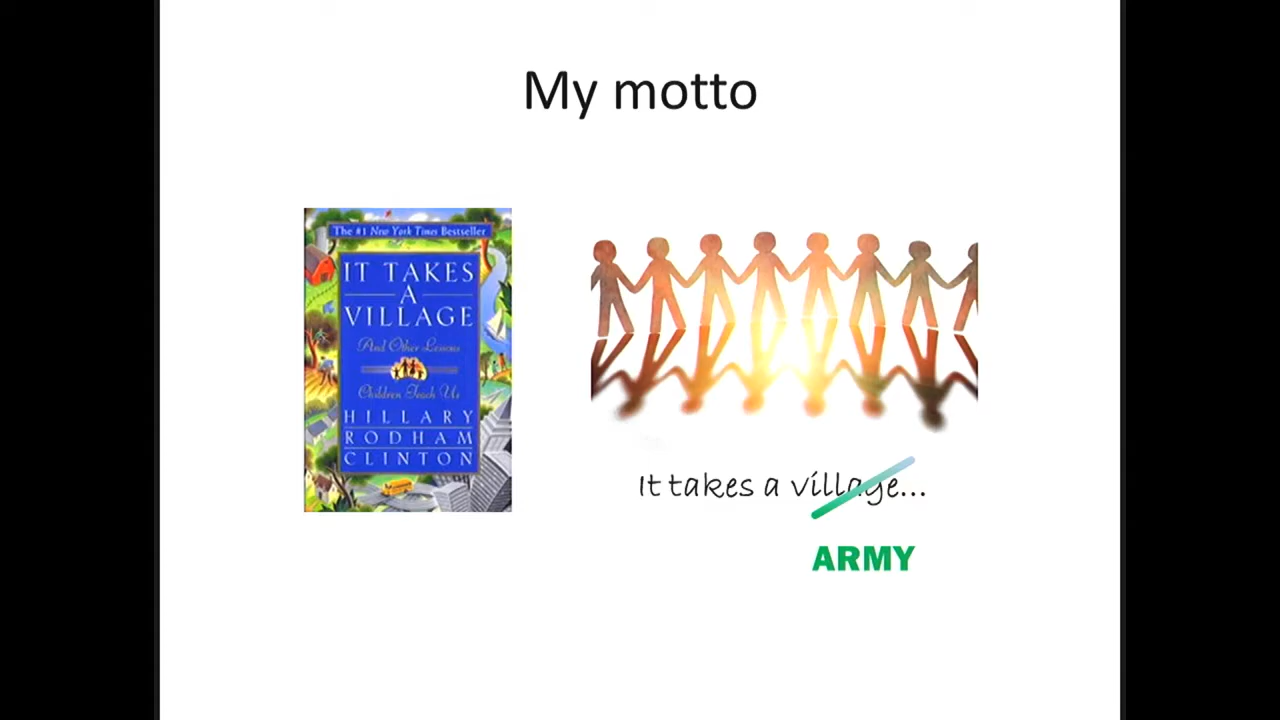 My motto
The #1 New York Times Bestseller
IT TAKES
A
VILLAGE
And Other Lessons
Children Teach Us
HILLARY
RODHAM
CLINTON
It takes a village...
ARMY